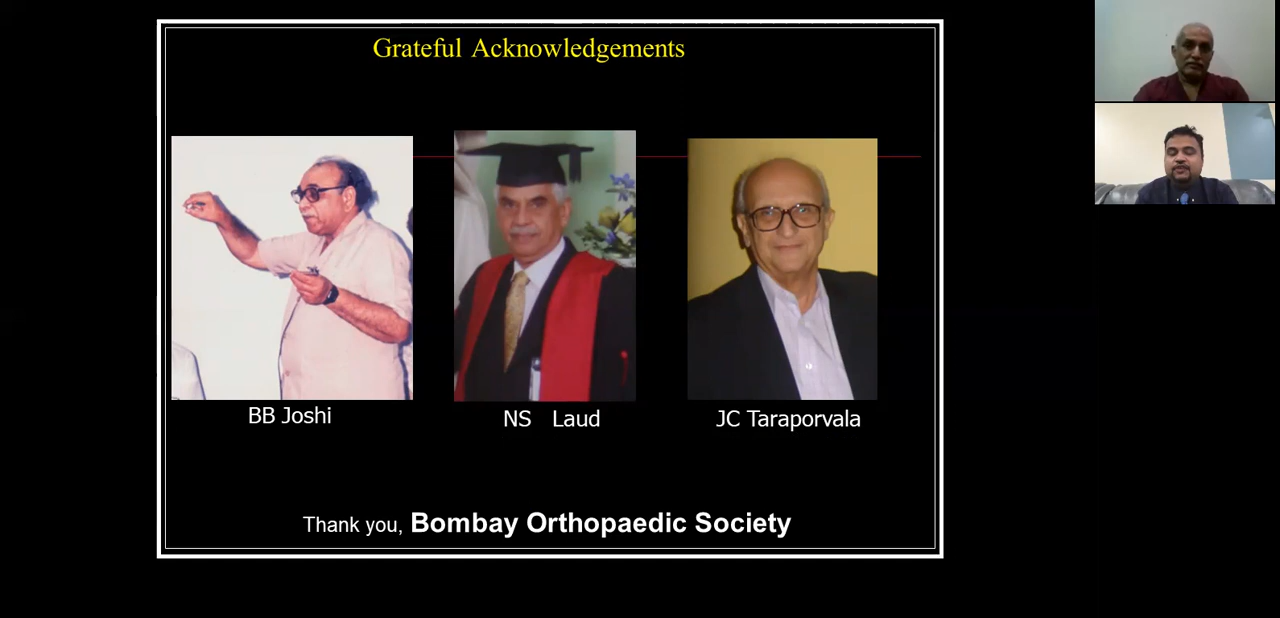 Grateful Acknowledgements
BB Joshi
NS Laud
JC Taraporvala
Thank you, Bombay Orthopaedic Society